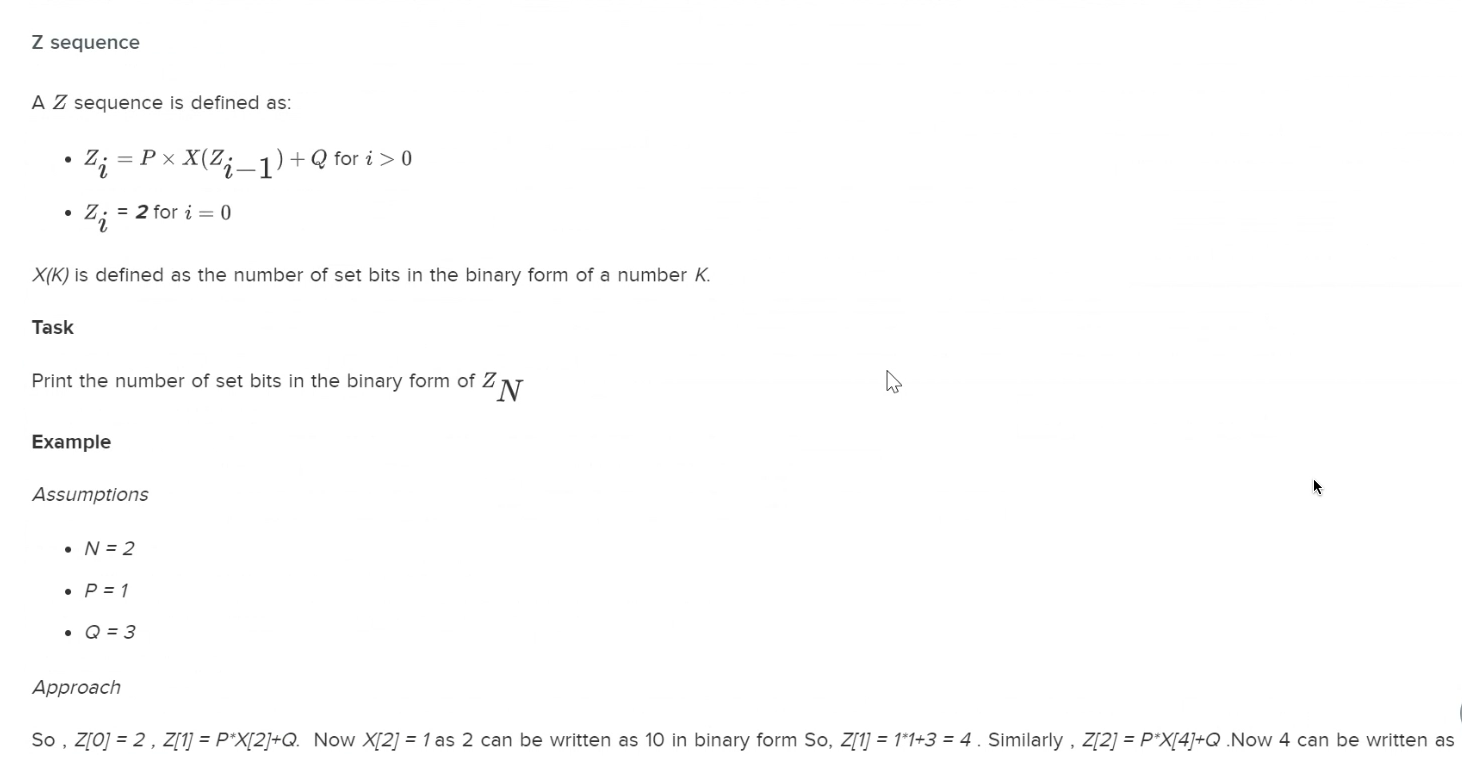 Z sequence
A Z sequence is defined as:
• Z_i = P × X(Z_{i−1}) + Q for i > 0
• Z_i = 2 for i = 0
X(K) is defined as the number of set bits in the binary form of a number K.
Task
Print the number of set bits in the binary form of Z_N
Example
Assumptions
• N = 2
• P = 1
• Q = 3
Approach
So , Z[0] = 2 , Z[1] = P*X[2]+Q. Now X[2] = 1 as 2 can be written as 10 in binary form So, Z[1] = 1*1+3 = 4 . Similarly , Z[2] = P*X[4]+Q .Now 4 can be written as